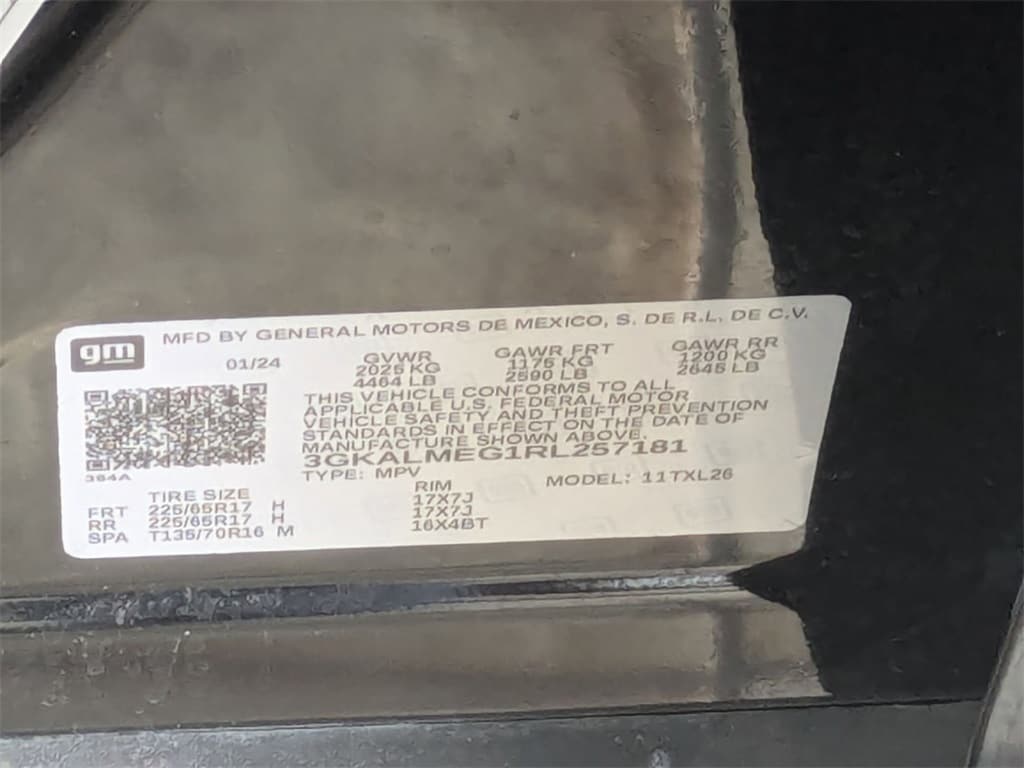 gm
MFD BY GENERAL MOTORS DE MEXICO, S. DE R.L. DE C.V.
01/24 GVWR GAWR FRT GAWR RR
2025 KG 1175 KG 1200 KG
4464 LB 2590 LB 2645 LB
THIS VEHICLE CONFORMS TO ALL
APPLICABLE U.S. FEDERAL MOTOR
VEHICLE SAFETY AND THEFT PREVENTION
STANDARDS IN EFFECT ON THE DATE OF
MANUFACTURE SHOWN ABOVE.
3GKALMEG1RL257181
384A
TYPE: MPV MODEL: 11TXL26
TIRE SIZE RIM
FRT 225/65R17 H 17X7J
RR 225/65R17 H 17X7J
SPA T135/70R16 M 16X4BT